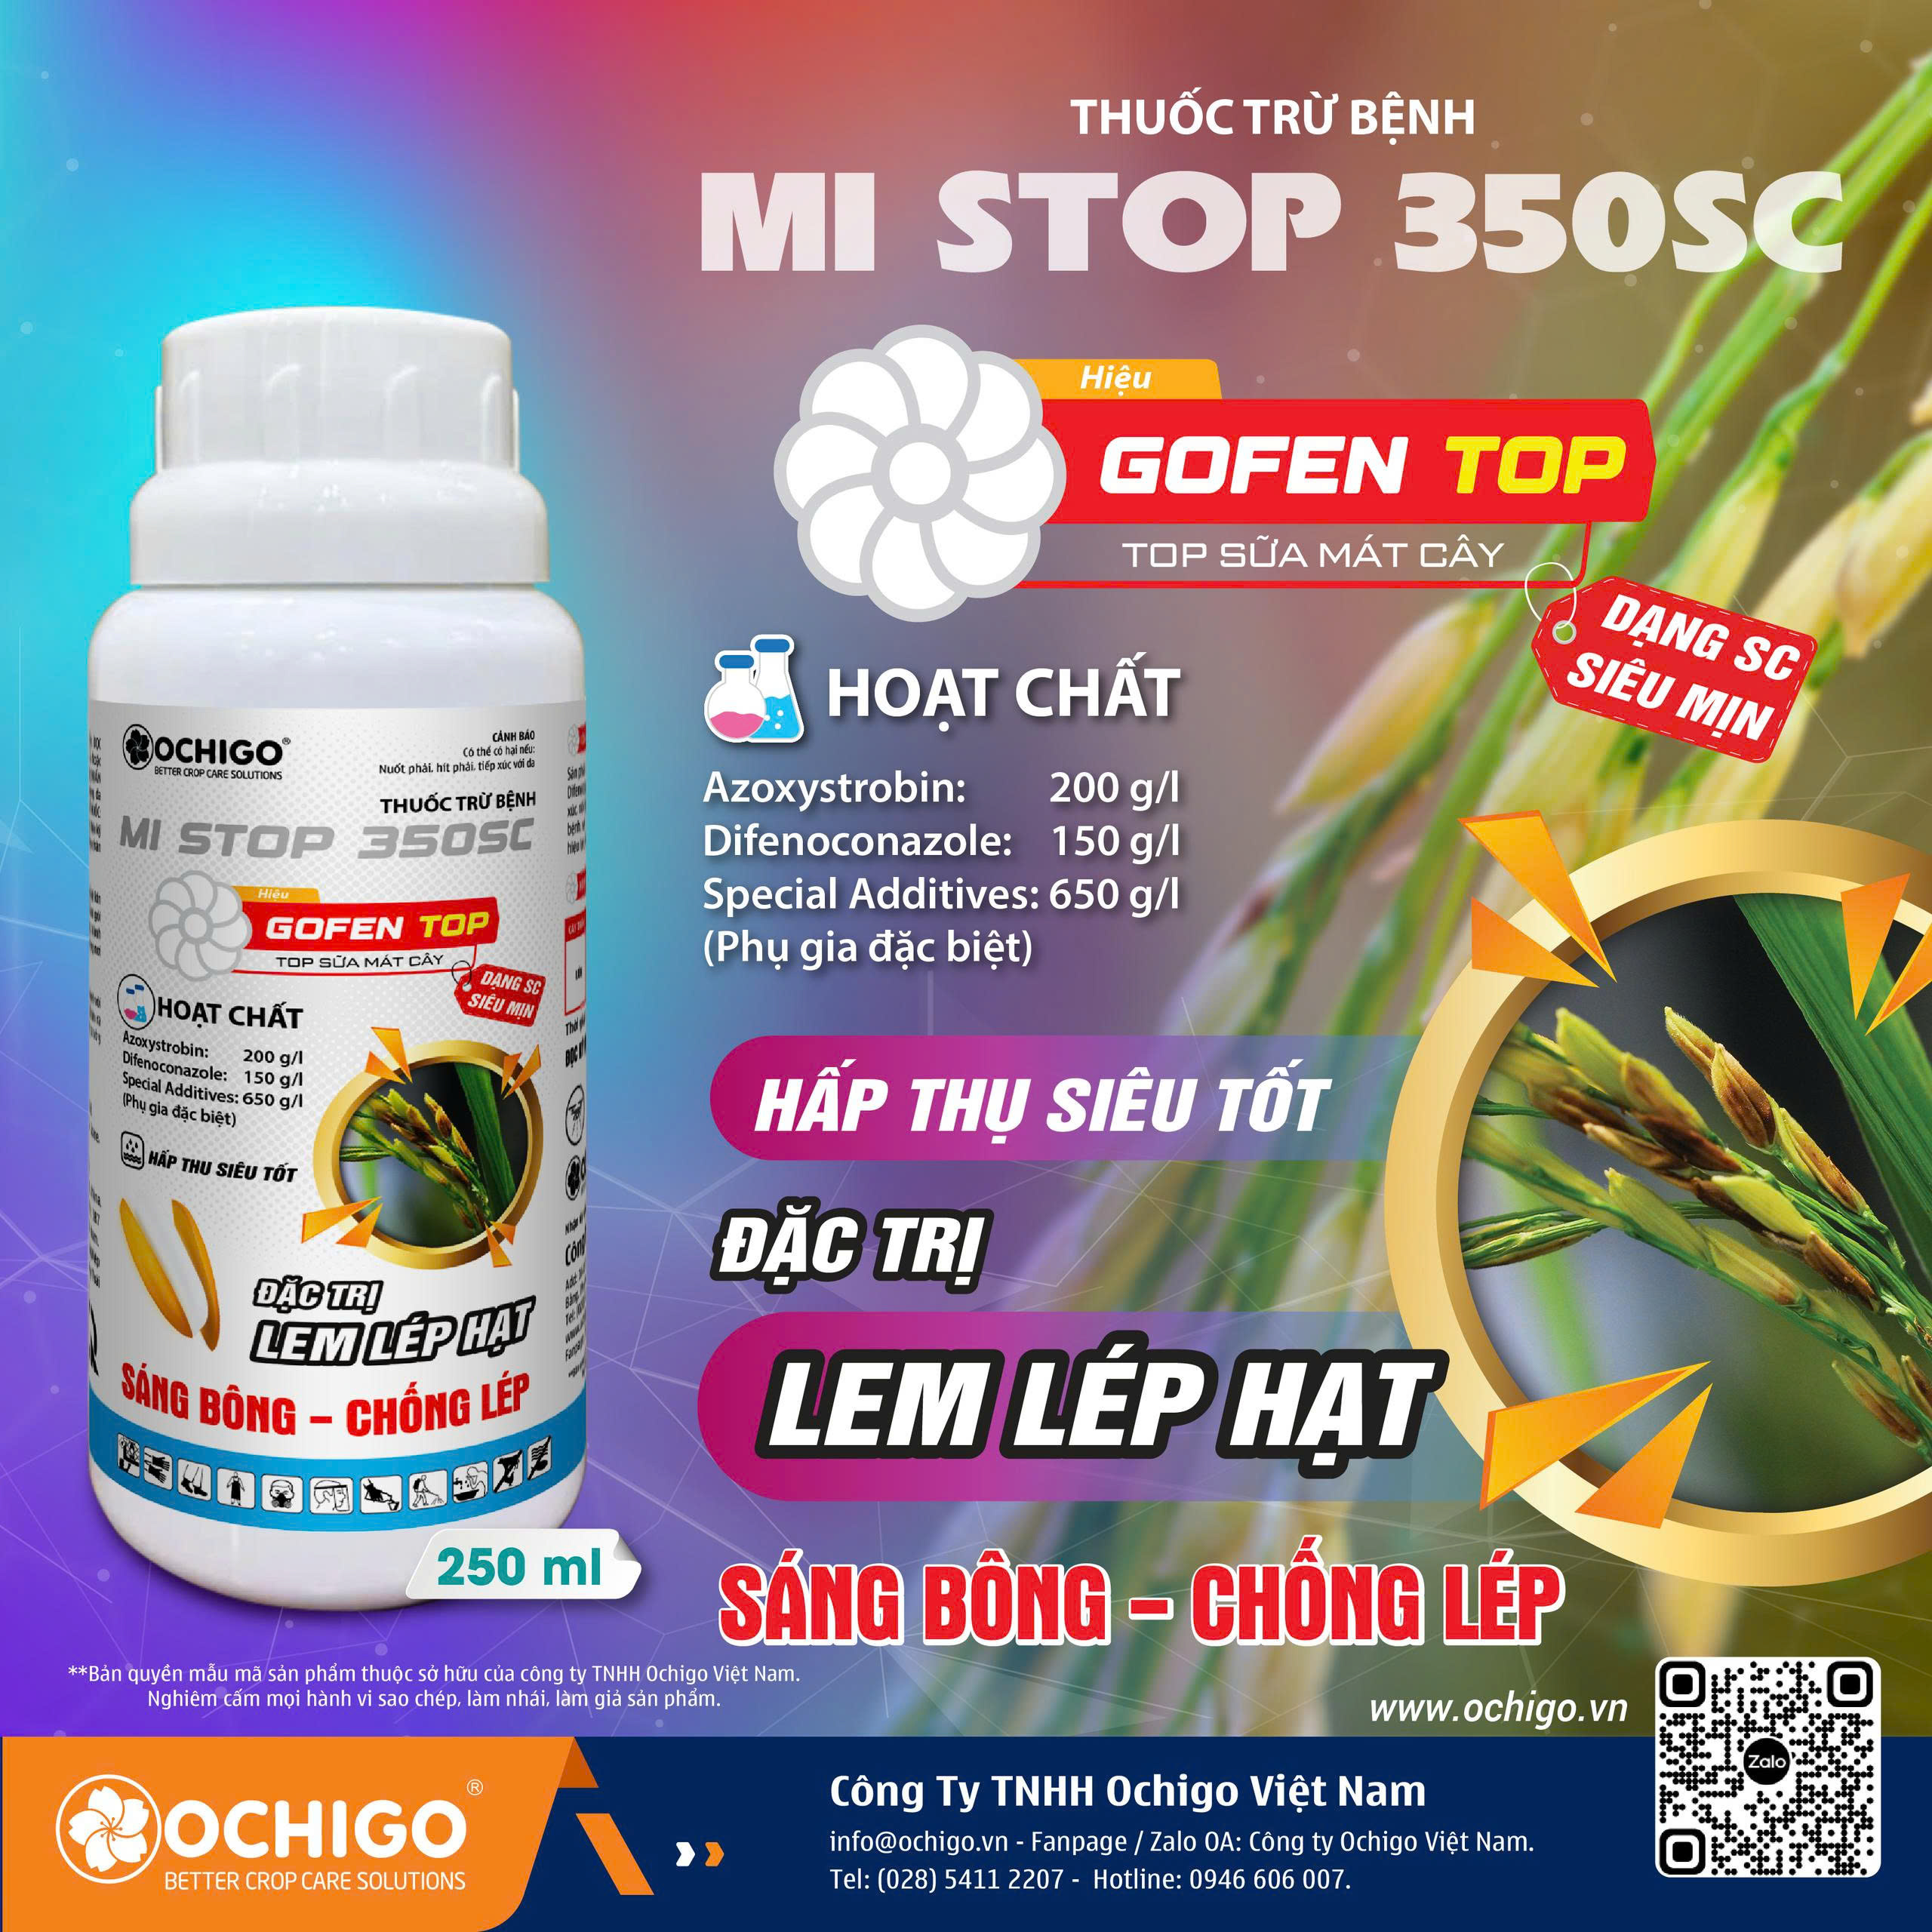 THUỐC TRỪ BỆNH
MI STOP 350SC
Hiệu
GOFEN TOP
TOP SỮA MÁT CÂY
DẠNG SC
SIÊU MỊN
HOẠT CHẤT
Azoxystrobin: 200 g/l
Difenoconazole: 150 g/l
Special Additives: 650 g/l
(Phụ gia đặc biệt)
HẤP THỤ SIÊU TỐT
ĐẶC TRỊ
LEM LÉP HẠT
SÁNG BÔNG – CHỐNG LÉP
OCHIGO®
BETTER CROP CARE SOLUTIONS
CẢNH BÁO
Có thể có hại nếu:
Nuốt phải, hít phải, tiếp xúc với da
THUỐC TRỪ BỆNH
MI STOP 350SC
Hiệu
GOFEN TOP
TOP SỮA MÁT CÂY
DẠNG SC
SIÊU MỊN
HOẠT CHẤT
Azoxystrobin: 200 g/l
Difenoconazole: 150 g/l
Special Additives: 650 g/l
(Phụ gia đặc biệt)
HẤP THU SIÊU TỐT
ĐẶC TRỊ
LEM LÉP HẠT
SÁNG BÔNG – CHỐNG LÉP
250 ml
**Bản quyền mẫu mã sản phẩm thuộc sở hữu của công ty TNHH Ochigo Việt Nam.
Nghiêm cấm mọi hành vi sao chép, làm nhái, làm giả sản phẩm.
www.ochigo.vn
Zalo
OCHIGO®
BETTER CROP CARE SOLUTIONS
Công Ty TNHH Ochigo Việt Nam
info@ochigo.vn - Fanpage / Zalo OA: Công ty Ochigo Việt Nam.
Tel: (028) 5411 2207 - Hotline: 0946 606 007.